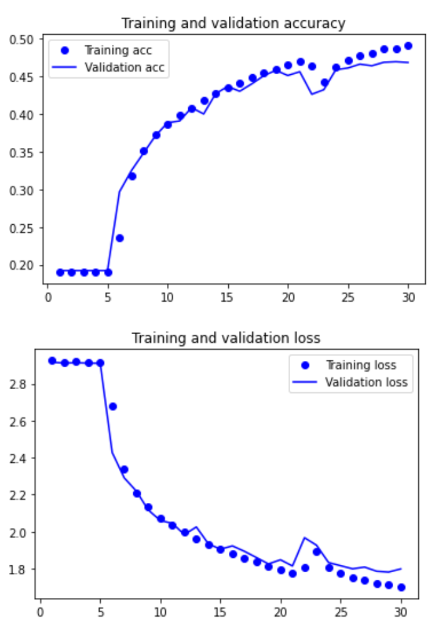 Training and validation accuracy
0.50
0.45
0.40
0.35
0.30
0.25
0.20
Training acc
Validation acc
0 5 10 15 20 25 30
Training and validation loss
2.8
2.6
2.4
2.2
2.0
1.8
Training loss
Validation loss
0 5 10 15 20 25 30